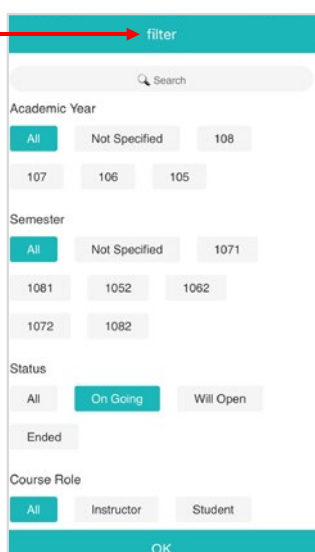 filter
Search
Academic Year
All Not Specified 108
107 106 105
Semester
All Not Specified 1071
1081 1052 1062
1072 1082
Status
All On Going Will Open
Ended
Course Role
All Instructor Student
OK